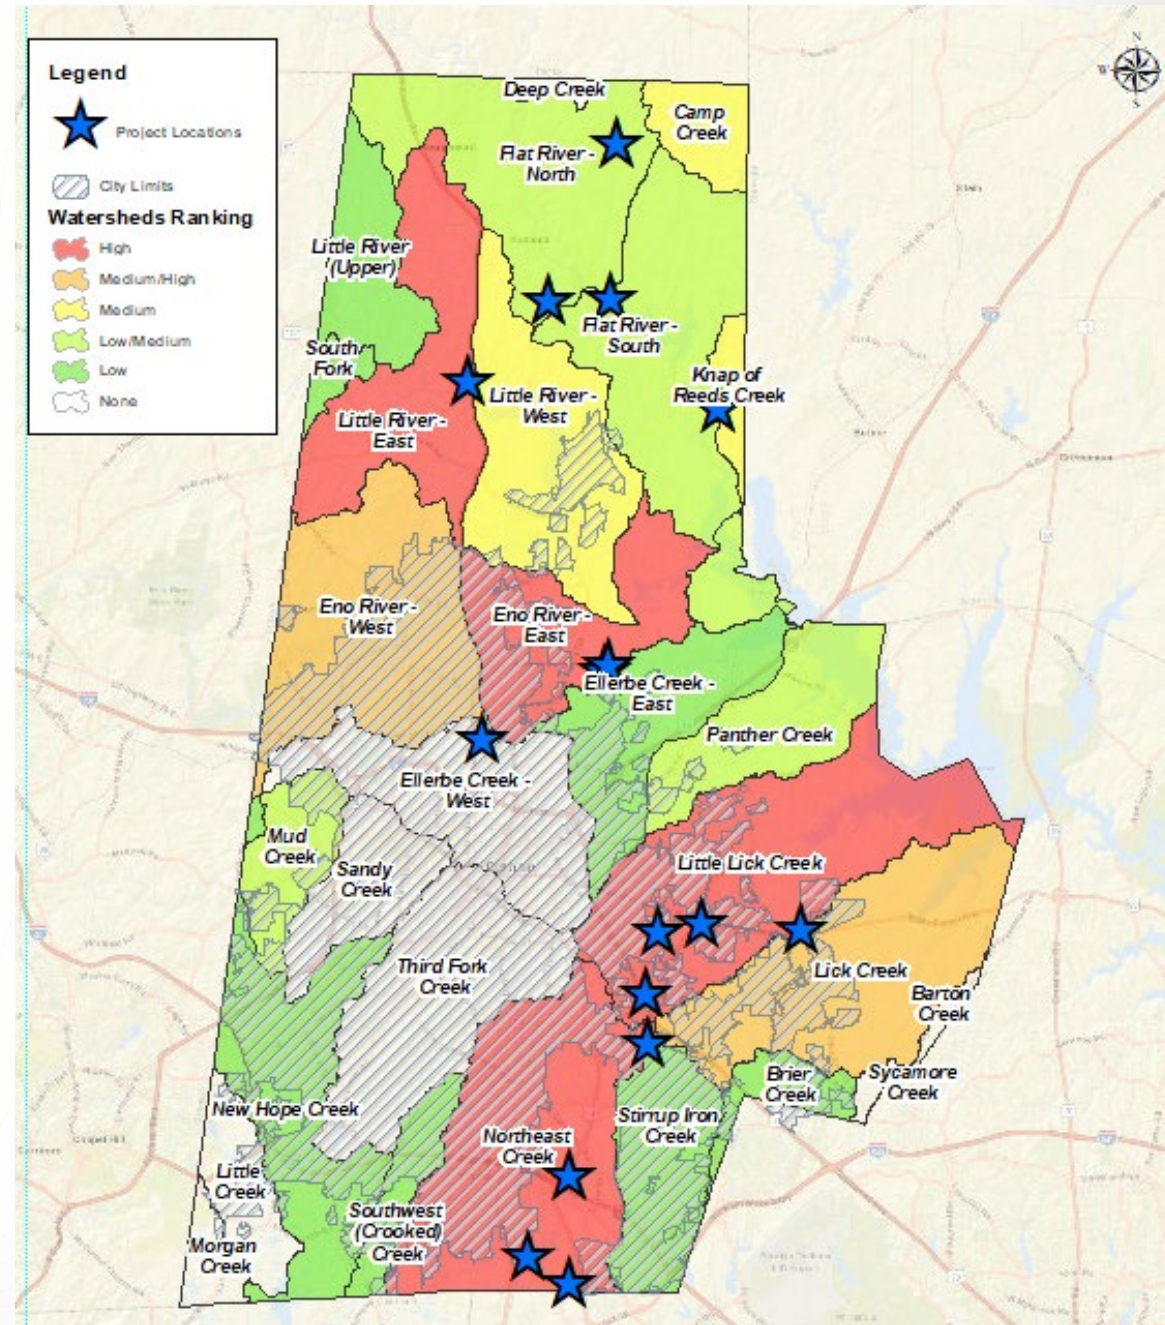 Legend
Project Locations
City Limits
Watersheds Ranking
High
Medium/High
Medium
Low/Medium
Low
None
N
W
S
Deep Creek
Camp
Creek
Flat River -
North
Little River
(Upper)
Flat River -
South
South
Fork
Knap of
Reeds Creek
Little River -
West
Little River -
East
Eno River -
West
Eno River -
East
Ellerbe Creek -
East
Panther Creek
Ellerbe Creek -
West
Mud
Creek
Sandy
Creek
Little Lick Creek
Third Fork
Creek
Lick Creek
Barton
Creek
Brier
Creek
Sycamore
Creek
New Hope Creek
Stirrup Iron
Creek
Northeast
Creek
Little
Creek
Southwest
(Crooked)
Creek
Morgan
Creek
Stem
Butner
Chapel Hill